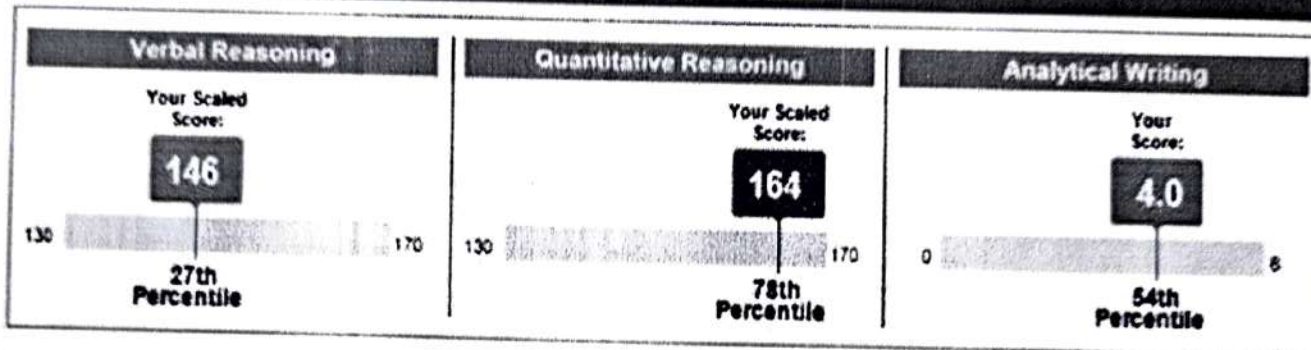 Verbal Reasoning
Your Scaled
Score:
146
130
170
27th
Percentile
Quantitative Reasoning
Your Scaled
Score:
164
130
170
78th
Percentile
Analytical Writing
Your
Score:
4.0
0
6
54th
Percentile